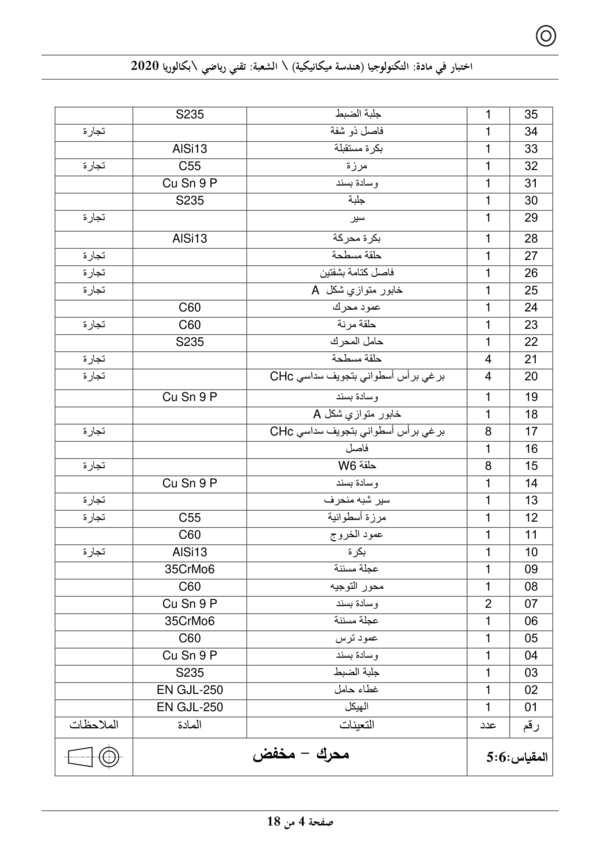 اختبار في مادة: التكنولوجيا (هندسة ميكانيكية) \ الشعبة: تقني رياضي \بكالوريا 2020
35 1 جلبة الضبط S235
34 1 فاصل ذو شفة تجارة
33 1 بكرة مستقبلة AlSi13
32 1 مرزة C55 تجارة
31 1 وسادة بسند Cu Sn 9 P
30 1 جلبة S235
29 1 سير تجارة
28 1 بكرة محركة AlSi13
27 1 حلقة مسطحة تجارة
26 1 فاصل كتامة بشفتين تجارة
25 1 خابور متوازي شكل A تجارة
24 1 عمود محرك C60
23 1 حلقة مرنة C60 تجارة
22 1 حامل المحرك S235
21 4 حلقة مسطحة تجارة
20 4 برغي برأس أسطواني بتجويف سداسي CHc تجارة
19 1 وسادة بسند Cu Sn 9 P
18 1 خابور متوازي شكل A
17 8 برغي برأس أسطواني بتجويف سداسي CHc تجارة
16 1 فاصل
15 8 حلقة W6 تجارة
14 1 وسادة بسند Cu Sn 9 P
13 1 سير شبه منحرف تجارة
12 1 مرزة أسطوانية C55 تجارة
11 1 عمود الخروج C60
10 1 بكرة AlSi13 تجارة
09 1 عجلة مسننة 35CrMo6
08 1 محور التوجيه C60
07 2 وسادة بسند Cu Sn 9 P
06 1 عجلة مسننة 35CrMo6
05 1 عمود ترس C60
04 1 وسادة بسند Cu Sn 9 P
03 1 جلبة الضبط S235
02 1 غطاء حامل EN GJL-250
01 1 الهيكل EN GJL-250
رقم عدد التعيينات المادة الملاحظات
المقياس:5:6 محرك – مخفض
صفحة 4 من 18